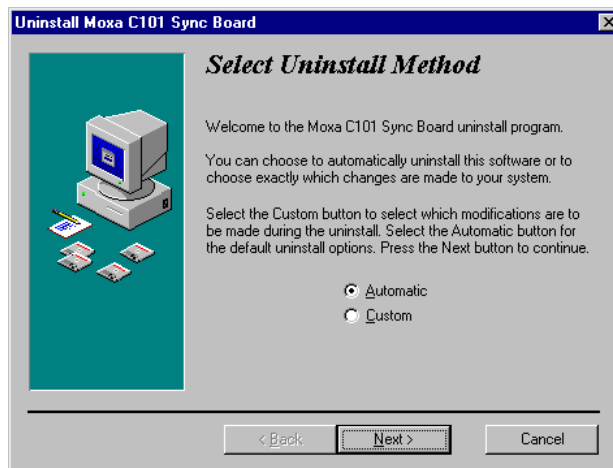 Uninstall Moxa C101 Sync Board
Select Uninstall Method
Welcome to the Moxa C101 Sync Board uninstall program.
You can choose to automatically uninstall this software or to
choose exactly which changes are made to your system.
Select the Custom button to select which modifications are to
be made during the uninstall. Select the Automatic button for
the default uninstall options. Press the Next button to continue.
Automatic
Custom
< Back Next > Cancel